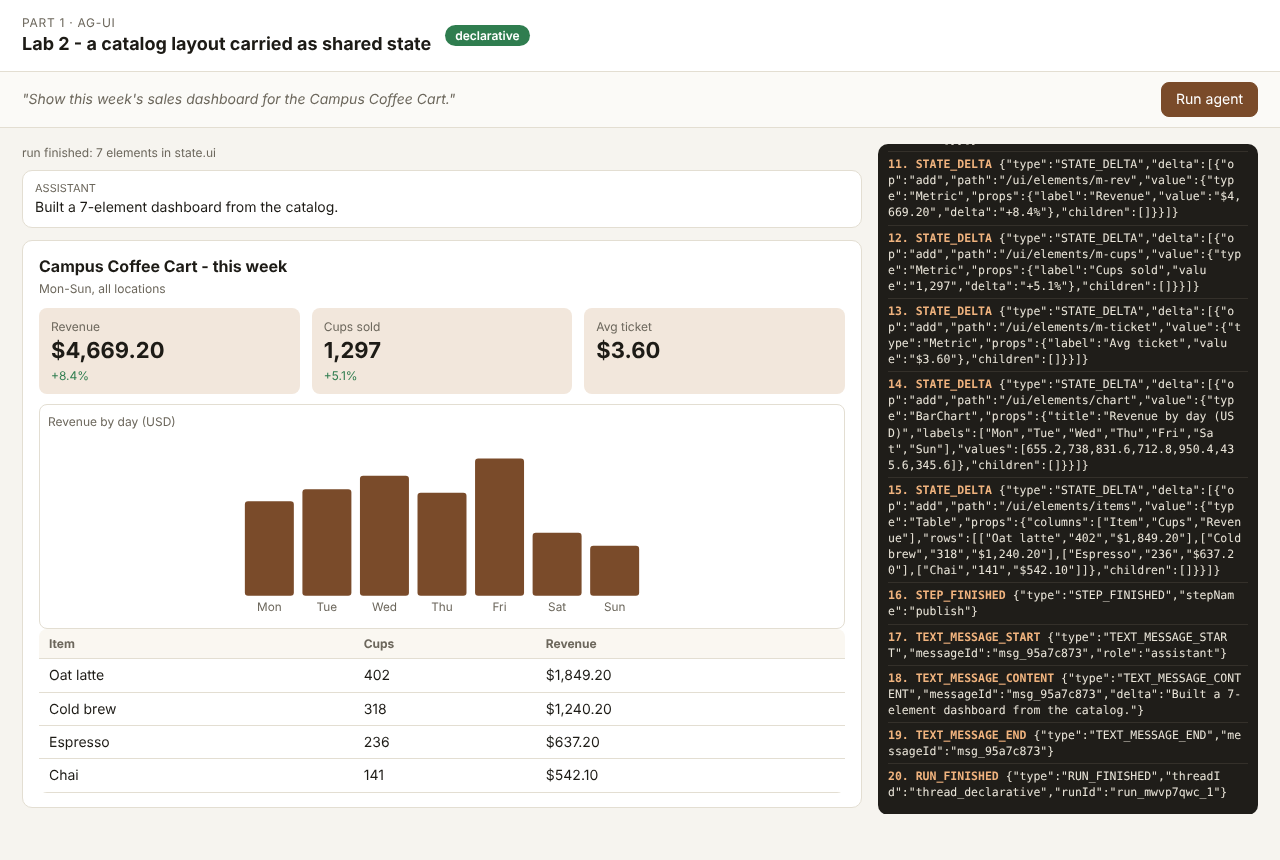 PART 1 · AG-UI
Lab 2 - a catalog layout carried as shared state
declarative
"Show this week's sales dashboard for the Campus Coffee Cart."
Run agent
run finished: 7 elements in state.ui
ASSISTANT
Built a 7-element dashboard from the catalog.
Campus Coffee Cart - this week
Mon-Sun, all locations
Revenue
$4,669.20
+8.4%
Cups sold
1,297
+5.1%
Avg ticket
$3.60
Revenue by day (USD)
Mon Tue Wed Thu Fri Sat Sun
Item Cups Revenue
Oat latte 402 $1,849.20
Cold brew 318 $1,240.20
Espresso 236 $637.20
Chai 141 $542.10
11. STATE_DELTA {"type":"STATE_DELTA","delta":[{"o
p":"add","path":"/ui/elements/m-rev","value":{"typ
e":"Metric","props":{"label":"Revenue","value":"$4,
669.20","delta":"+8.4%"},"children":[]}}]}
12. STATE_DELTA {"type":"STATE_DELTA","delta":[{"o
p":"add","path":"/ui/elements/m-cups","value":{"typ
e":"Metric","props":{"label":"Cups sold","valu
e":"1,297","delta":"+5.1%"},"children":[]}}]}
13. STATE_DELTA {"type":"STATE_DELTA","delta":[{"o
p":"add","path":"/ui/elements/m-ticket","value":{"t
ype":"Metric","props":{"label":"Avg ticket","valu
e":"$3.60"},"children":[]}}]}
14. STATE_DELTA {"type":"STATE_DELTA","delta":[{"o
p":"add","path":"/ui/elements/chart","value":{"typ
e":"BarChart","props":{"title":"Revenue by day (US
D)","labels":["Mon","Tue","Wed","Thu","Fri","Sa
t","Sun"],"values":[655.2,738,831.6,712.8,950.4,43
5.6,345.6]},"children":[]}}]}
15. STATE_DELTA {"type":"STATE_DELTA","delta":[{"o
p":"add","path":"/ui/elements/items","value":{"typ
e":"Table","props":{"columns":["Item","Cups","Reven
ue"],"rows":[["Oat latte","402","$1,849.20"],["Cold
brew","318","$1,240.20"],["Espresso","236","$637.2
0"],["Chai","141","$542.10"]]},"children":[]}}]}
16. STEP_FINISHED {"type":"STEP_FINISHED","stepNam
e":"publish"}
17. TEXT_MESSAGE_START {"type":"TEXT_MESSAGE_STAR
T","messageId":"msg_95a7c873","role":"assistant"}
18. TEXT_MESSAGE_CONTENT {"type":"TEXT_MESSAGE_CONT
ENT","messageId":"msg_95a7c873","delta":"Built a 7-
element dashboard from the catalog."}
19. TEXT_MESSAGE_END {"type":"TEXT_MESSAGE_END","me
ssageId":"msg_95a7c873"}
20. RUN_FINISHED {"type":"RUN_FINISHED","threadI
d":"thread_declarative","runId":"run_mwvp7qwc_1"}